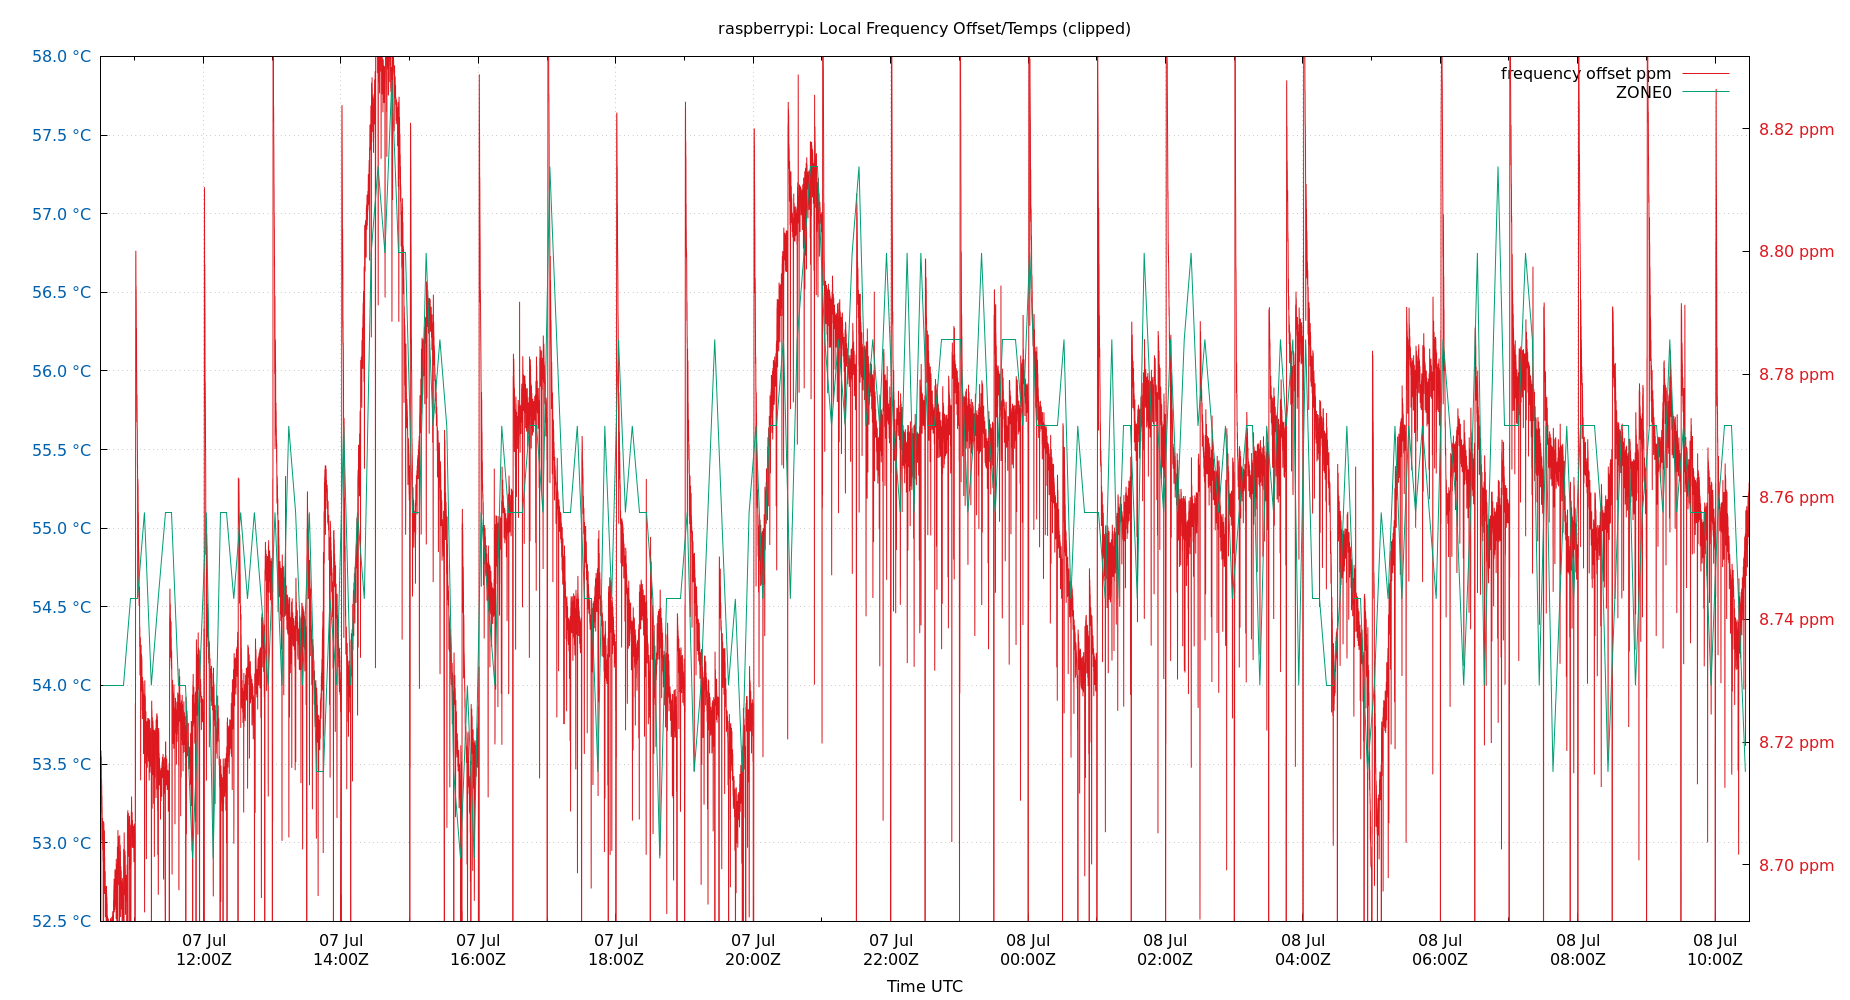 raspberrypi: Local Frequency Offset/Temps (clipped)
frequency offset ppm
ZONE0
58.0 °C
57.5 °C
57.0 °C
56.5 °C
56.0 °C
55.5 °C
55.0 °C
54.5 °C
54.0 °C
53.5 °C
53.0 °C
52.5 °C
8.82 ppm
8.80 ppm
8.78 ppm
8.76 ppm
8.74 ppm
8.72 ppm
8.70 ppm
07 Jul 07 Jul 07 Jul 07 Jul 07 Jul 07 Jul 08 Jul 08 Jul 08 Jul 08 Jul 08 Jul 08 Jul
12:00Z 14:00Z 16:00Z 18:00Z 20:00Z 22:00Z 00:00Z 02:00Z 04:00Z 06:00Z 08:00Z 10:00Z
Time UTC